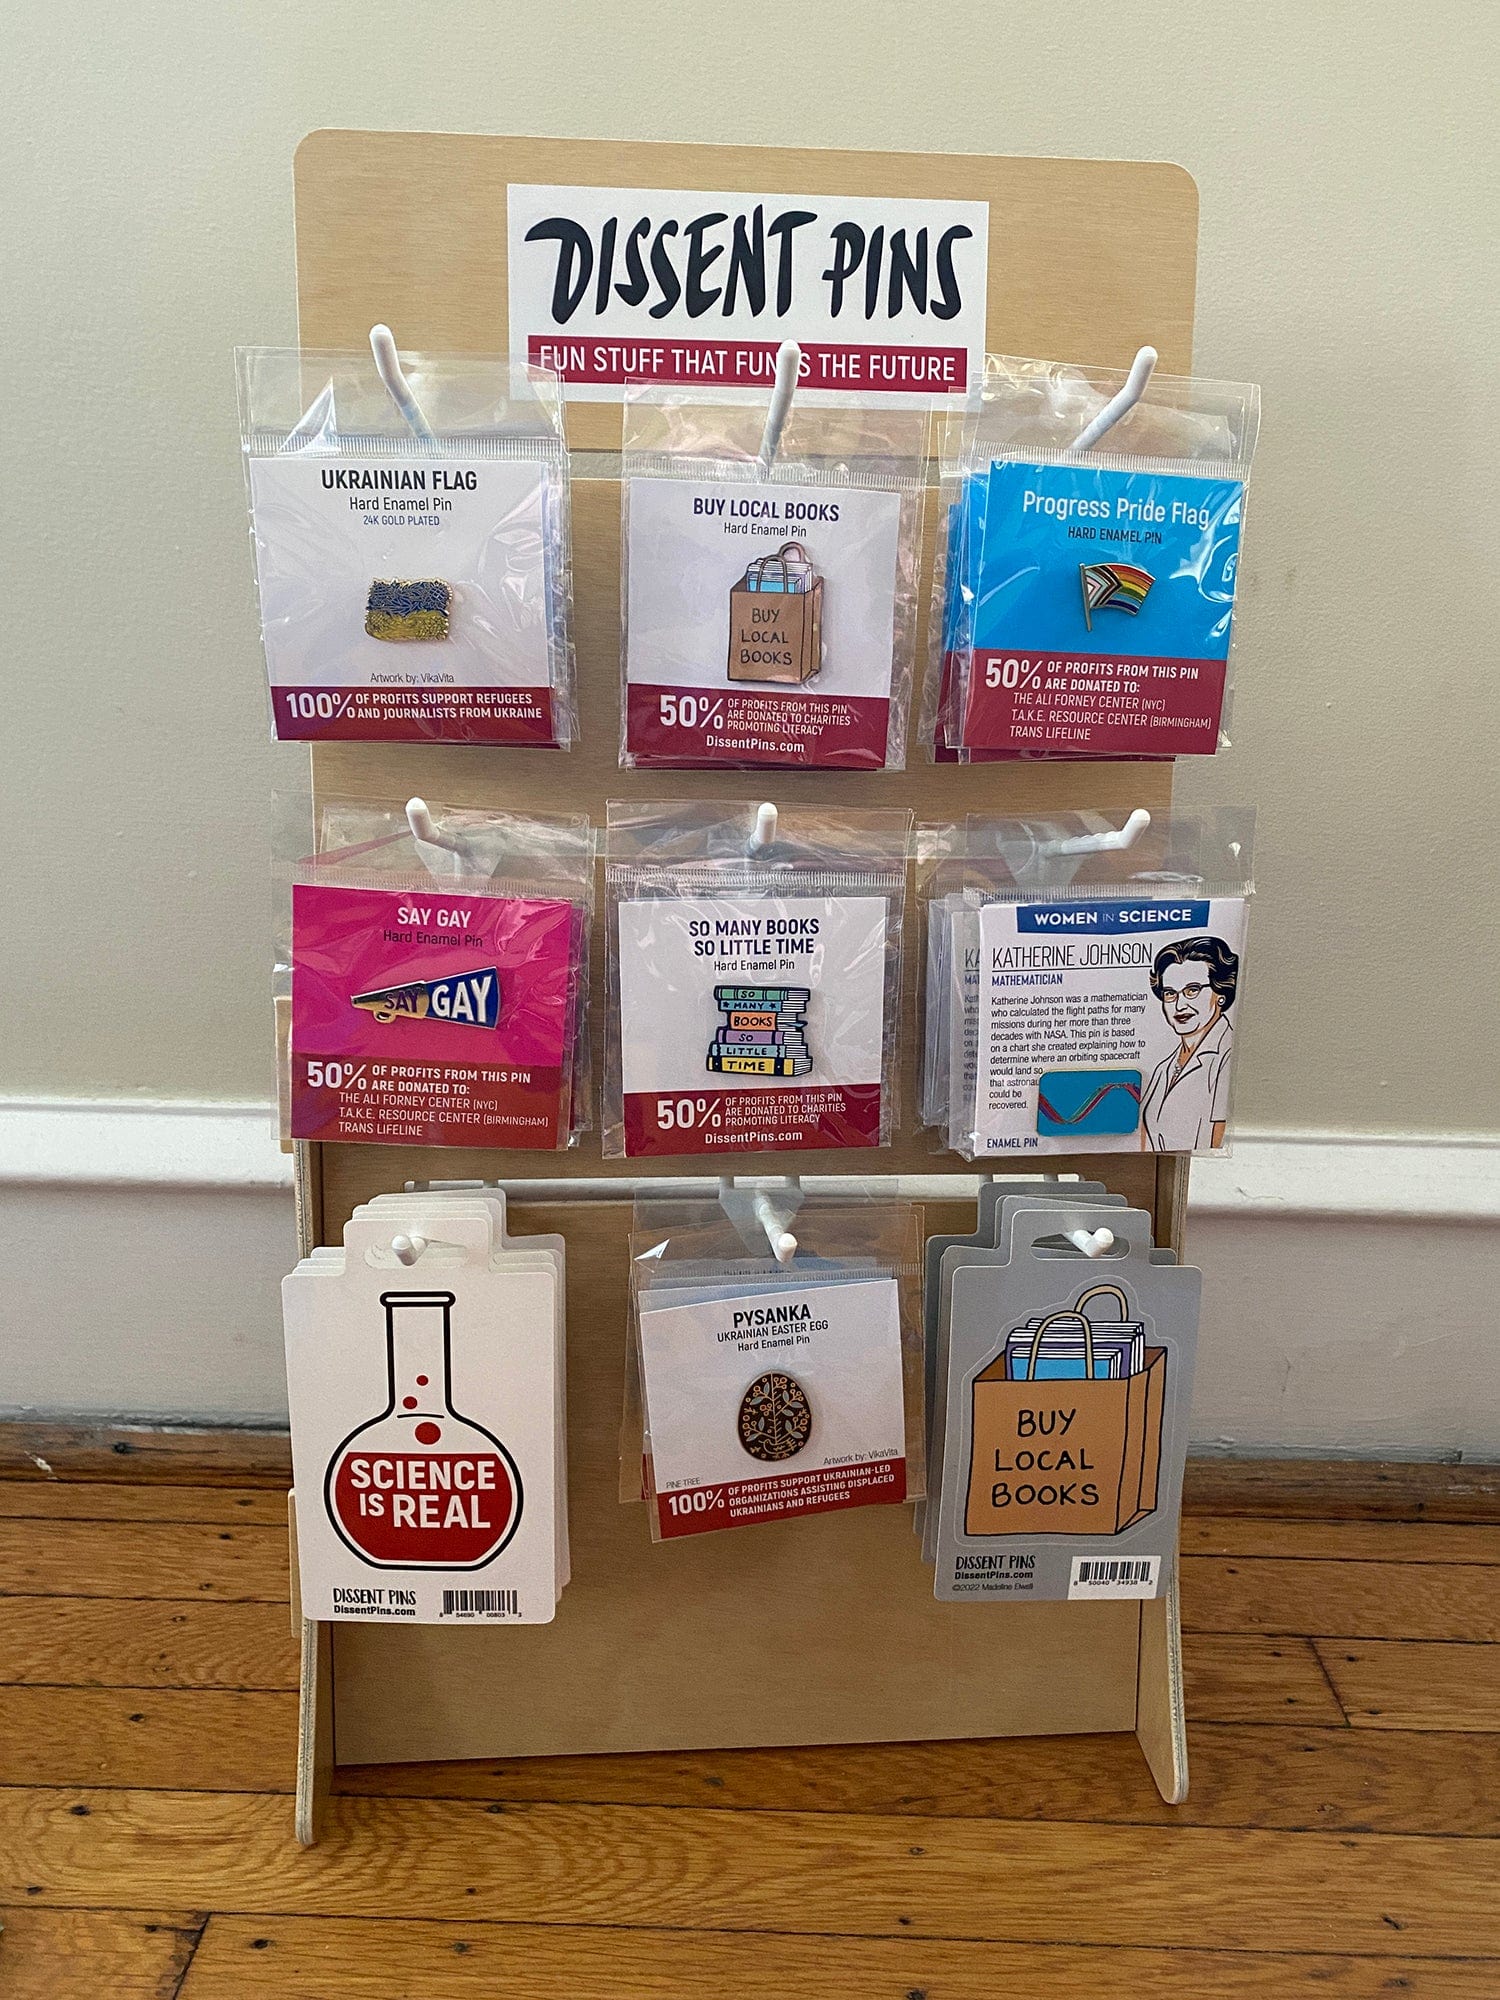 DISSENT PINS
FUN STUFF THAT FUNDS THE FUTURE
UKRAINIAN FLAG
Hard Enamel Pin
24K GOLD PLATED
Artwork by: VikaVita
100% OF PROFITS SUPPORT REFUGEES
AND JOURNALISTS FROM UKRAINE
BUY LOCAL BOOKS
Hard Enamel Pin
BUY
LOCAL
BOOKS
50% OF PROFITS FROM THIS PIN
ARE DONATED TO CHARITIES
PROMOTING LITERACY
DissentPins.com
Progress Pride Flag
HARD ENAMEL PIN
50% OF PROFITS FROM THIS PIN
ARE DONATED TO:
THE ALI FORNEY CENTER (NYC)
T.A.K.E. RESOURCE CENTER (BIRMINGHAM)
TRANS LIFELINE
SAY GAY
Hard Enamel Pin
SAY GAY
50% OF PROFITS FROM THIS PIN
ARE DONATED TO:
THE ALI FORNEY CENTER (NYC)
T.A.K.E. RESOURCE CENTER (BIRMINGHAM)
TRANS LIFELINE
SO MANY BOOKS
SO LITTLE TIME
Hard Enamel Pin
SO
MANY
BOOKS
SO
LITTLE
TIME
50% OF PROFITS FROM THIS PIN
ARE DONATED TO CHARITIES
PROMOTING LITERACY
DissentPins.com
WOMEN IN SCIENCE
KATHERINE JOHNSON
MATHEMATICIAN
Katherine Johnson was a mathematician
who calculated the flight paths for many
missions during her more than three
decades with NASA. This pin is based
on a chart she created explaining how to
determine where an orbiting spacecraft
would land so
that astronau
could be
recovered.
ENAMEL PIN
SCIENCE
IS REAL
DISSENT PINS
DissentPins.com
8 54690 00803 3
PYSANKA
UKRAINIAN EASTER EGG
Hard Enamel Pin
Artwork by: VikaVita
PINE TREE
100% OF PROFITS SUPPORT UKRAINIAN-LED
ORGANIZATIONS ASSISTING DISPLACED
UKRAINIANS AND REFUGEES
BUY
LOCAL
BOOKS
DISSENT PINS
DissentPins.com
©2022 Madeline Elwell
8 50040 34938 2